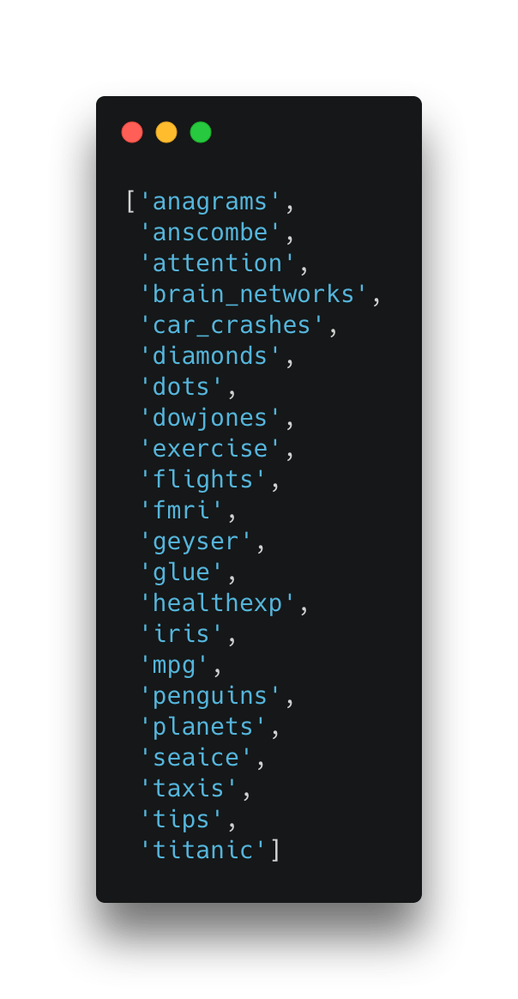 ['anagrams',
 'anscombe',
 'attention',
 'brain_networks',
 'car_crashes',
 'diamonds',
 'dots',
 'dowjones',
 'exercise',
 'flights',
 'fmri',
 'geyser',
 'glue',
 'healthexp',
 'iris',
 'mpg',
 'penguins',
 'planets',
 'seaice',
 'taxis',
 'tips',
 'titanic']